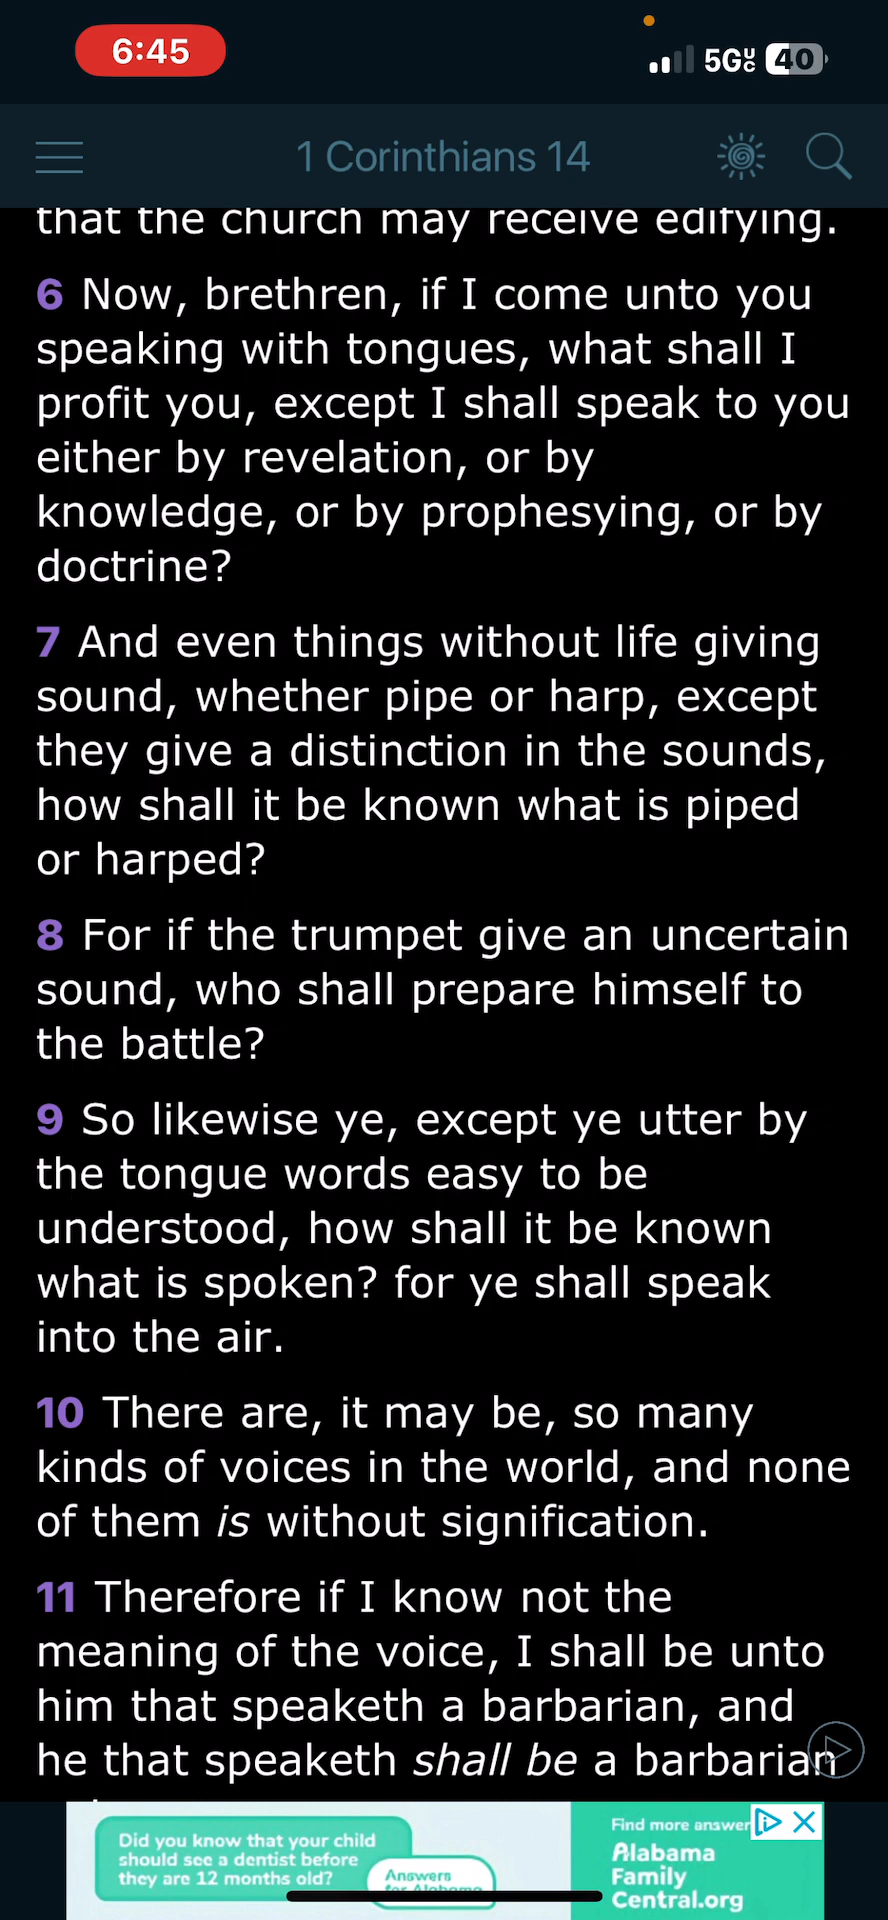 6:45
5G UC 40
1 Corinthians 14
that the church may receive edifying.
6 Now, brethren, if I come unto you
speaking with tongues, what shall I
profit you, except I shall speak to you
either by revelation, or by
knowledge, or by prophesying, or by
doctrine?
7 And even things without life giving
sound, whether pipe or harp, except
they give a distinction in the sounds,
how shall it be known what is piped
or harped?
8 For if the trumpet give an uncertain
sound, who shall prepare himself to
the battle?
9 So likewise ye, except ye utter by
the tongue words easy to be
understood, how shall it be known
what is spoken? for ye shall speak
into the air.
10 There are, it may be, so many
kinds of voices in the world, and none
of them is without signification.
11 Therefore if I know not the
meaning of the voice, I shall be unto
him that speaketh a barbarian, and
he that speaketh shall be a barbarian
Did you know that your child
should see a dentist before
they are 12 months old?
Answers
for Alabama
Find more answer
Alabama
Family
Central.org